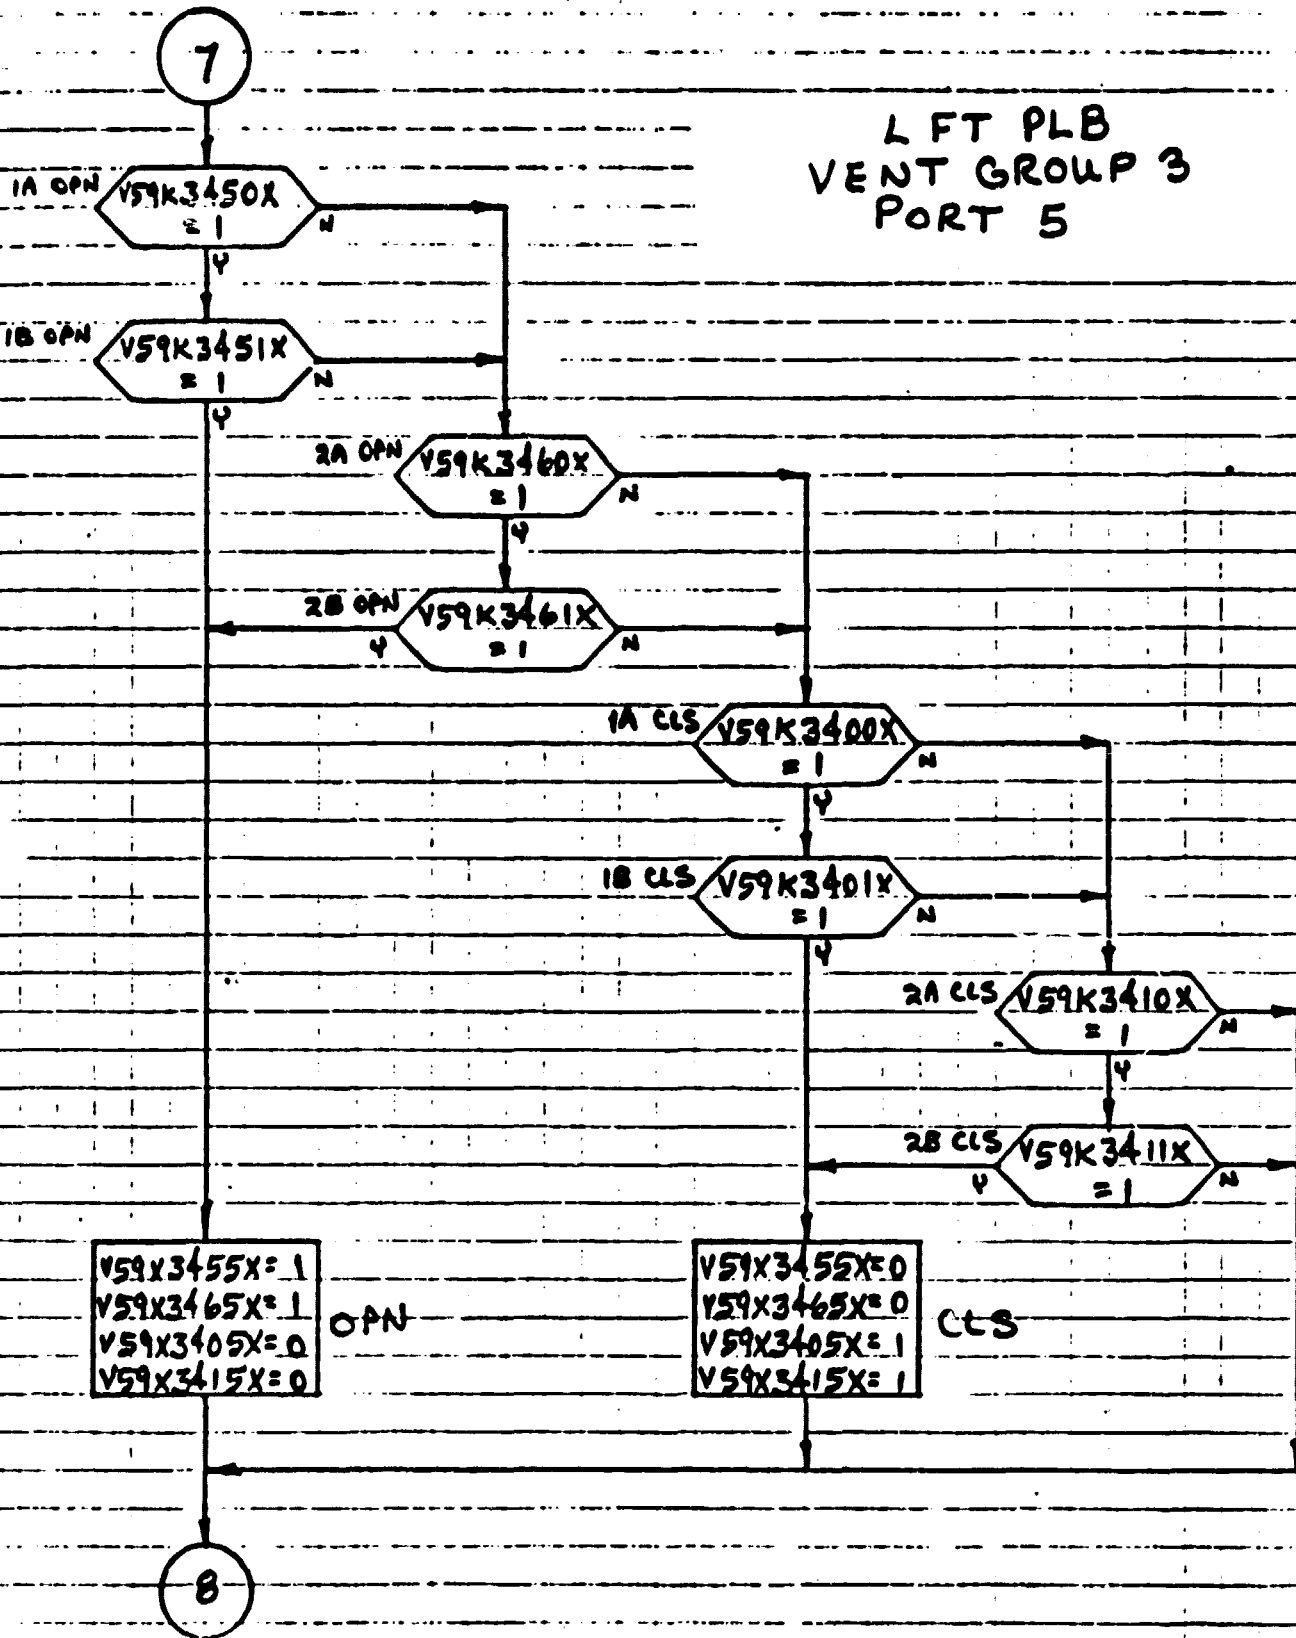 7
L FT PLB
VENT GROUP 3
PORT 5
1A OPN
V59K3450X
= 1
N
Y
1B OPN
V59K3451X
= 1
N
Y
2A OPN
V59K3460X
= 1
N
Y
2B OPN
V59K3461X
= 1
Y
N
1A CLS
V59K3400X
= 1
N
Y
1B CLS
V59K3401X
= 1
N
Y
2A CLS
V59K3410X
= 1
N
Y
2B CLS
V59K3411X
= 1
Y
N
V59X3455X=1
V59X3465X=1
V59X3405X=0
V59X3415X=0
OPN
V59X3455X=0
V59X3465X=0
V59X3405X=1
V59X3415X=1
CLS
8